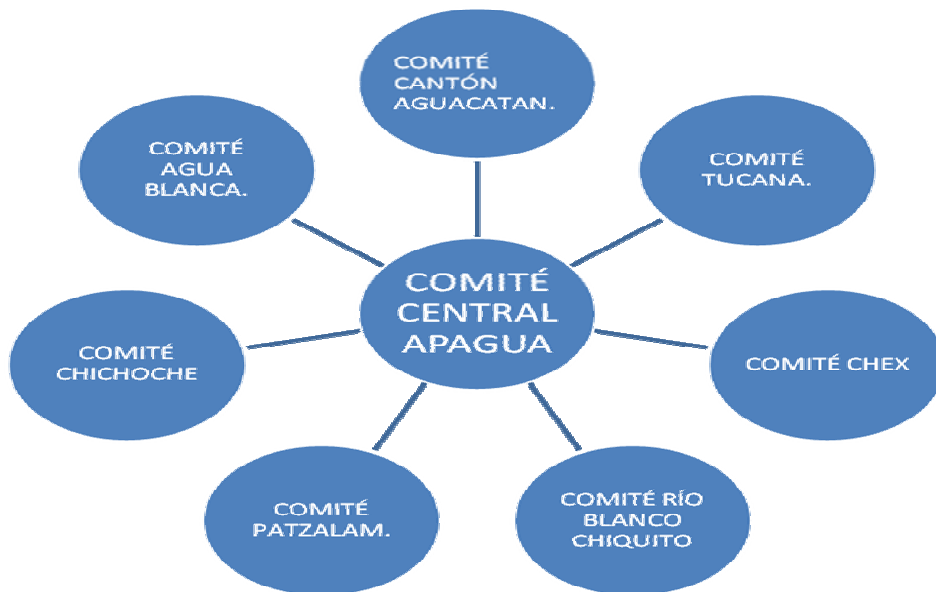 COMITÉ
CANTÓN
AGUACATAN.
COMITÉ
TUCANA.
COMITÉ CHEX
COMITÉ RÍO
BLANCO
CHIQUITO
COMITÉ
PATZALAM.
COMITÉ
CHICHOCHE
COMITÉ
AGUA
BLANCA.
COMITÉ
CENTRAL
APAGUA